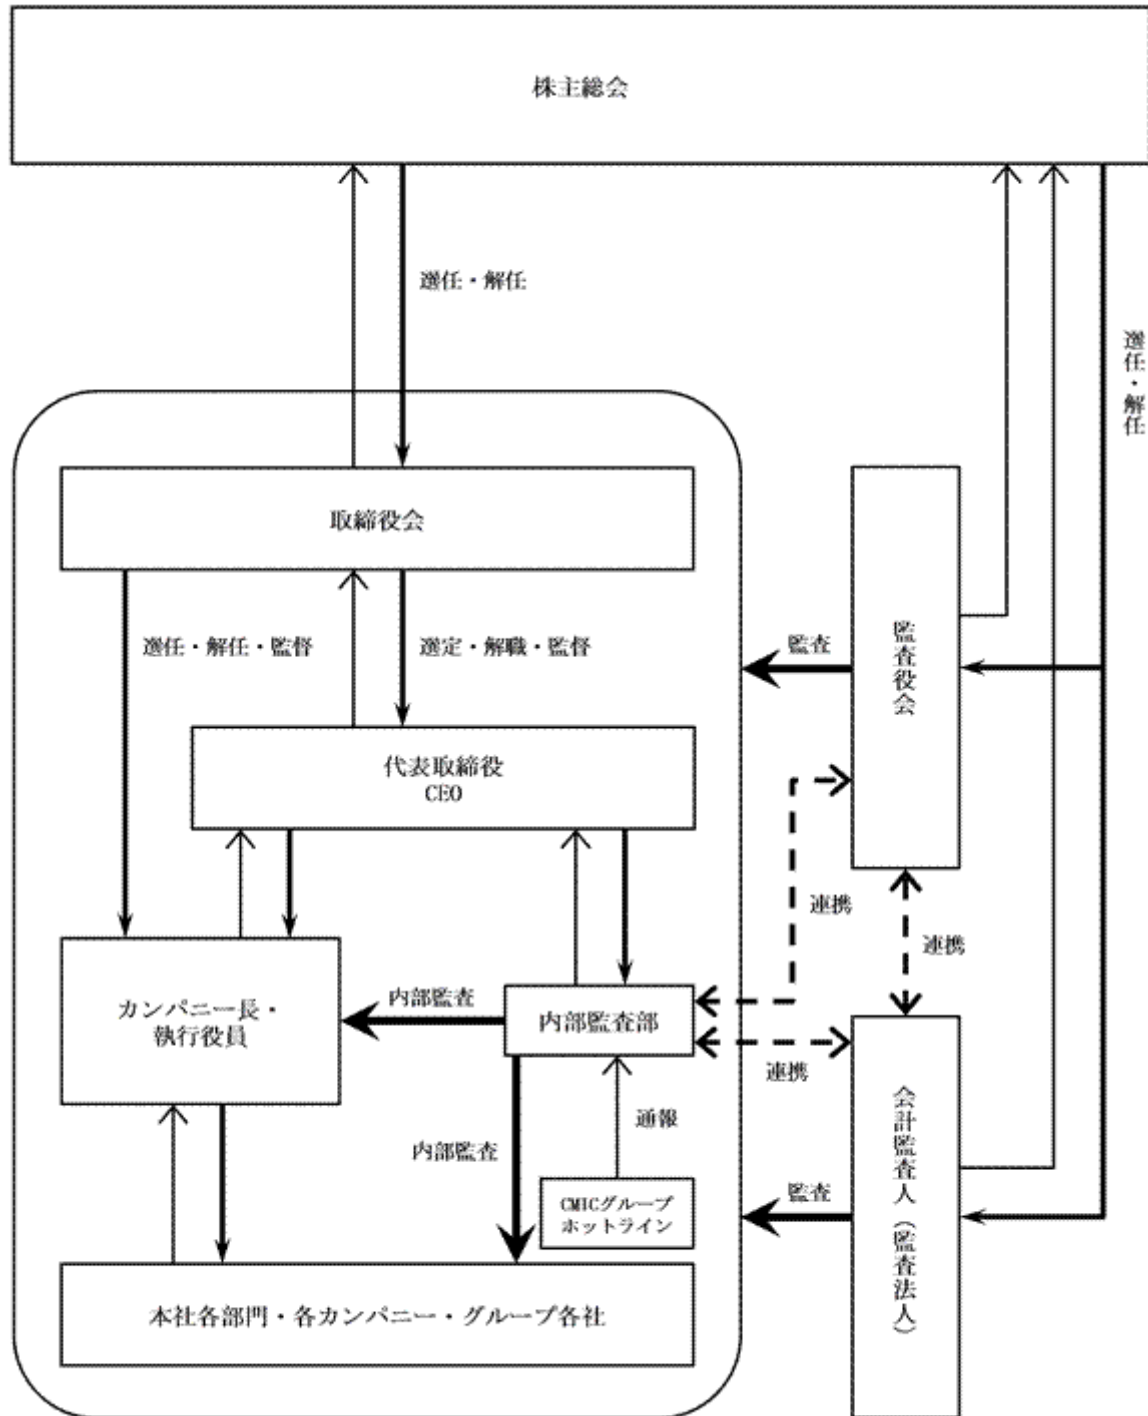 株主総会
選任・解任
選任・解任
取締役会
選任・解任・監督
選定・解職・監督
監査
監査役会
代表取締役
CEO
連携
連携
カンパニー長・
執行役員
内部監査
内部監査部
連携
内部監査
通報
CMICグループ
ホットライン
監査
会計監査人（監査法人）
本社各部門・各カンパニー・グループ各社